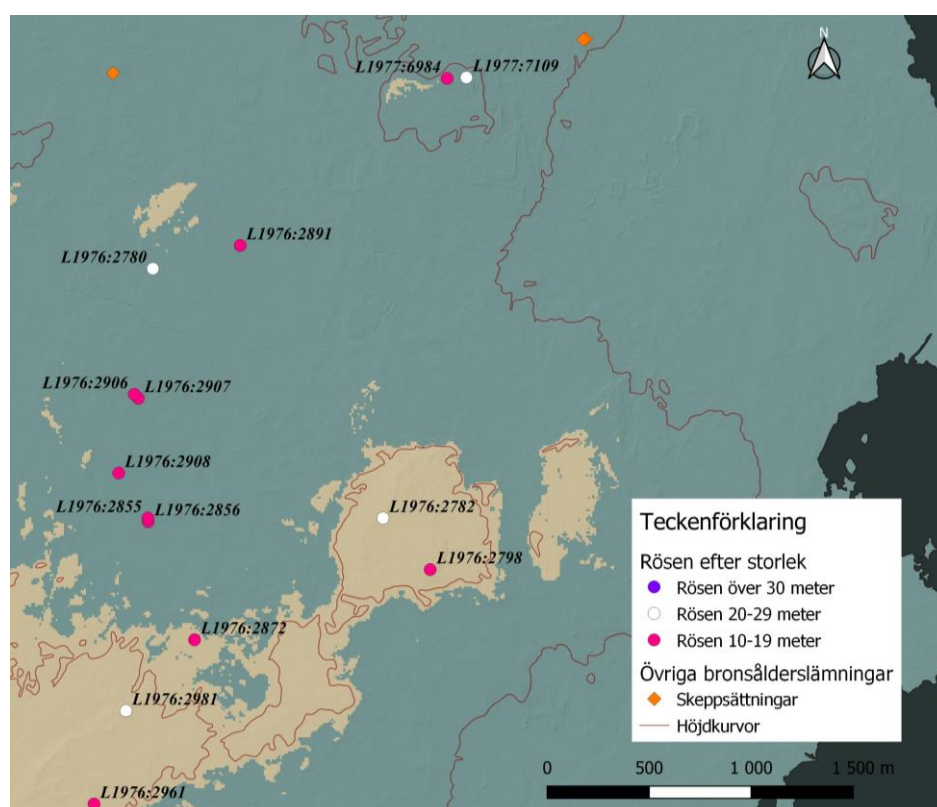 N
L1977:6984
L1977:7109
L1976:2891
L1976:2780
L1976:2906
L1976:2907
L1976:2908
L1976:2855
L1976:2856
L1976:2782
L1976:2798
L1976:2872
L1976:2981
L1976:2961
Teckenförklaring
Rösen efter storlek
Rösen över 30 meter
Rösen 20-29 meter
Rösen 10-19 meter
Övriga bronsålderslämningar
Skeppsättningar
Höjdkurvor
0 500 1 000 1 500 m